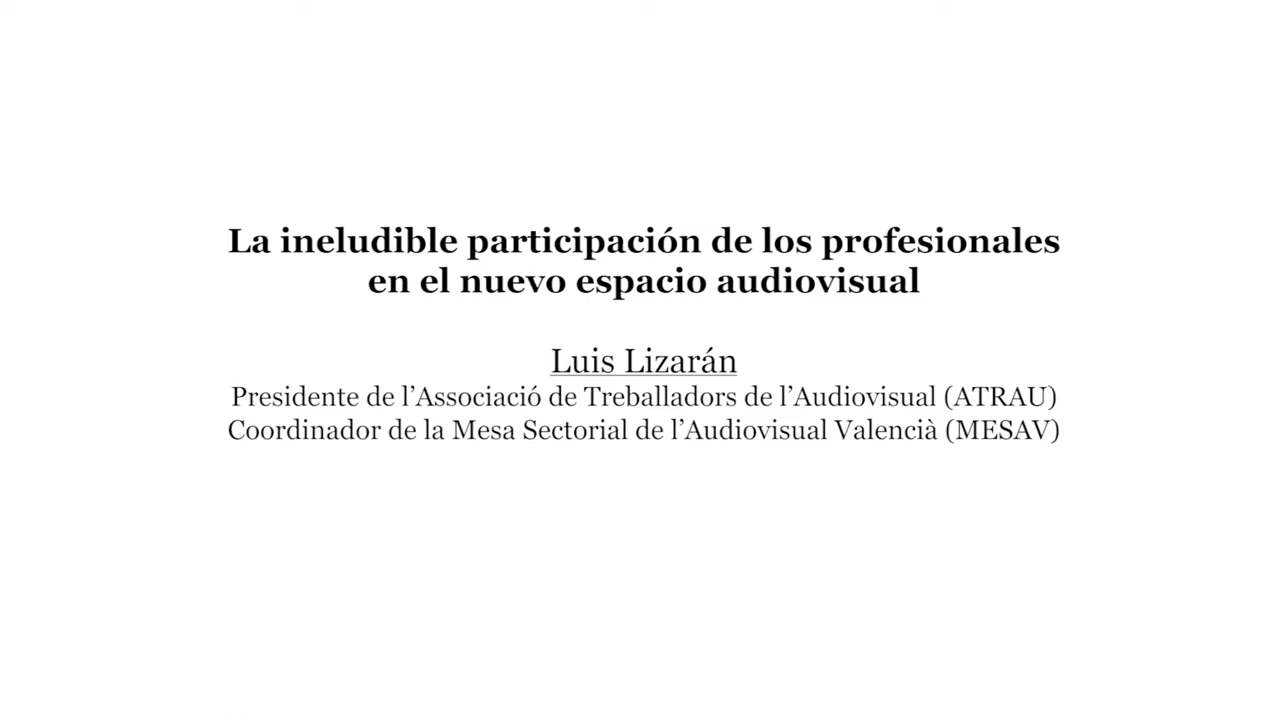 La ineludible participación de los profesionales
en el nuevo espacio audiovisual
Luis Lizarán
Presidente de l’Associació de Treballadors de l’Audiovisual (ATRAU)
Coordinador de la Mesa Sectorial de l’Audiovisual Valencià (MESAV)